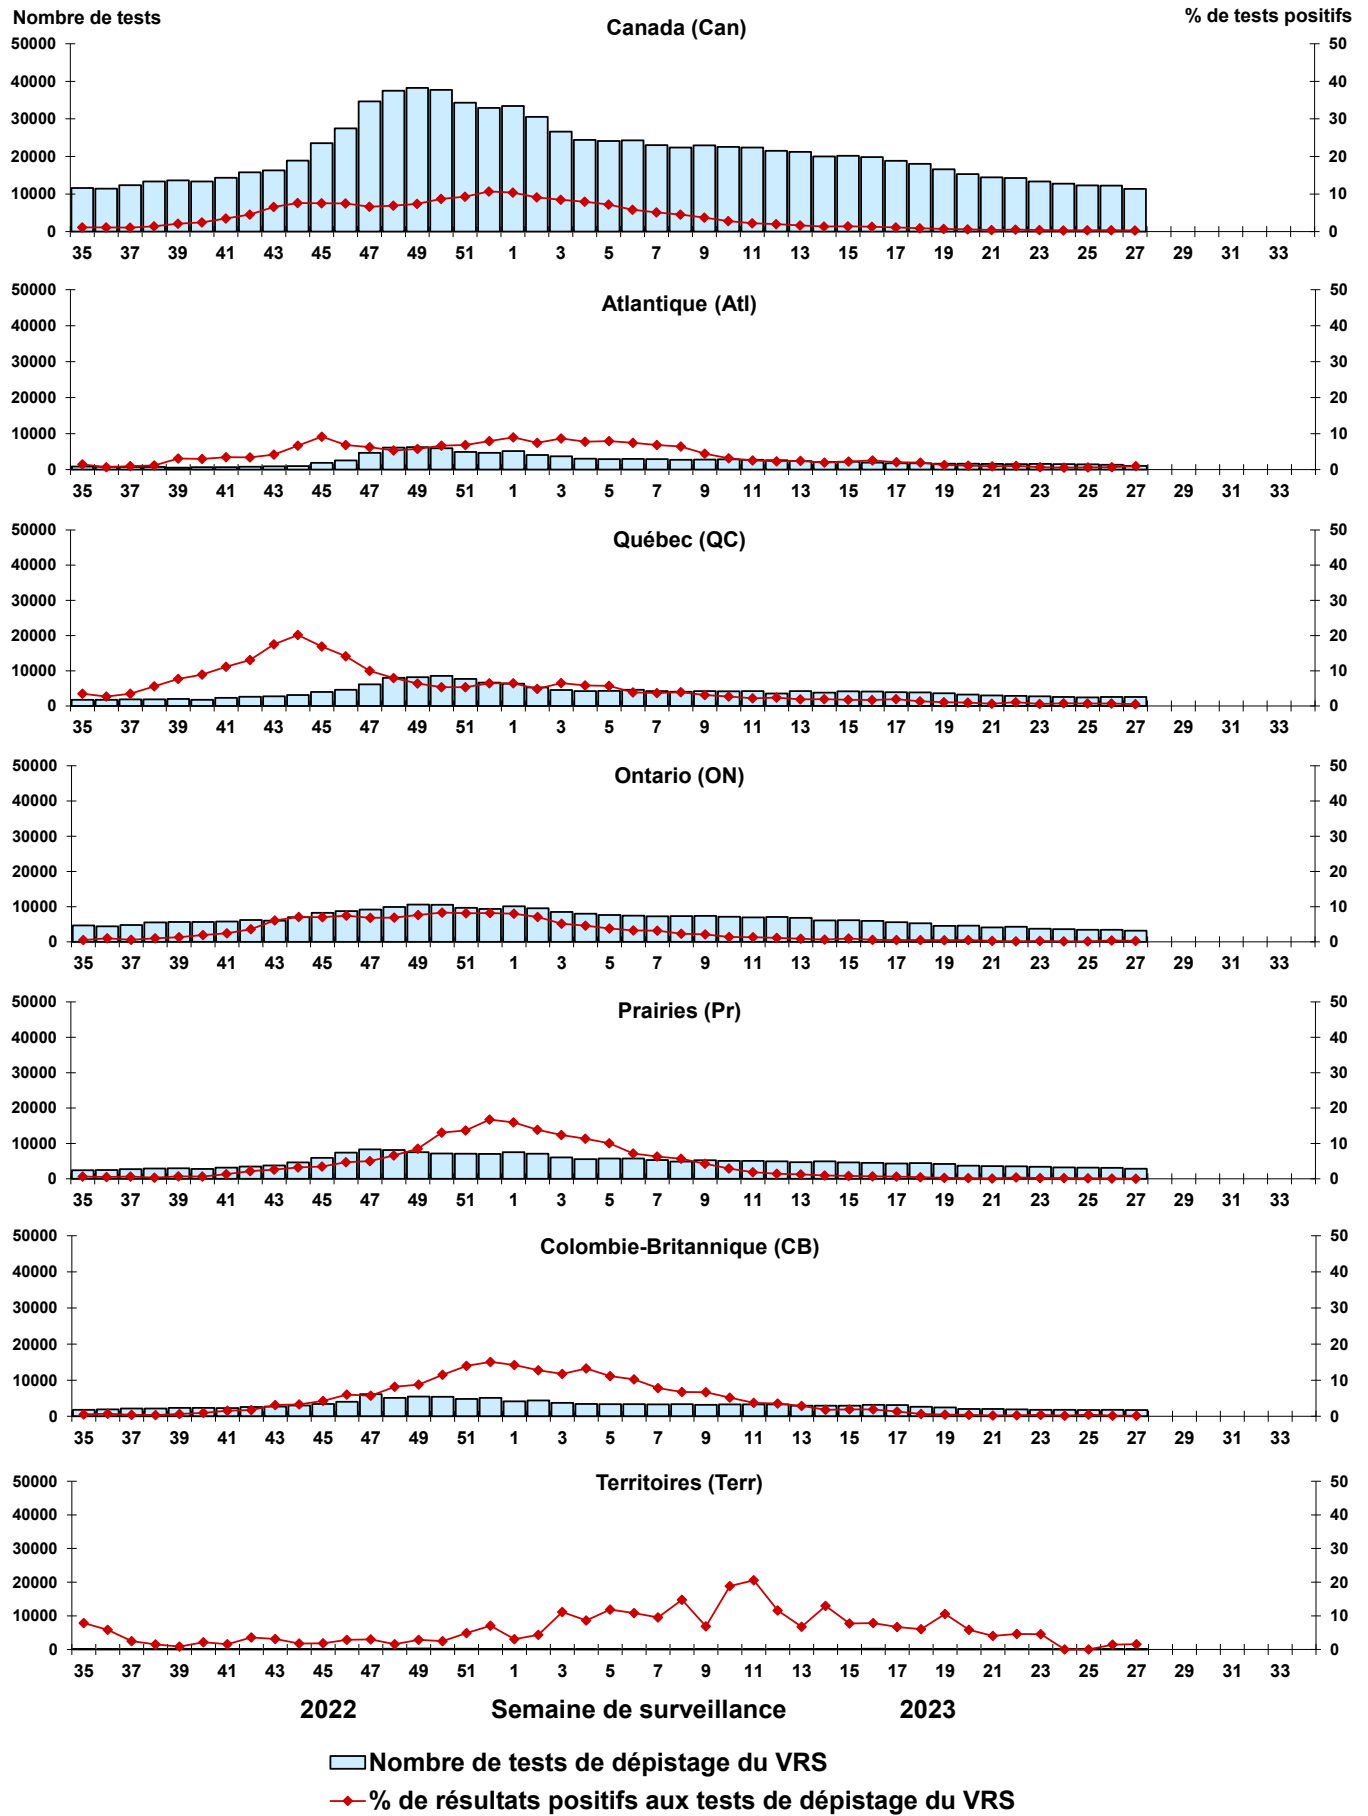 Nombre de tests
% de tests positifs
Canada (Can)
50000 40000 30000 20000 10000 0
50 40 30 20 10 0
35 37 39 41 43 45 47 49 51 1 3 5 7 9 11 13 15 17 19 21 23 25 27 29 31 33
Atlantique (Atl)
50000 40000 30000 20000 10000 0
50 40 30 20 10 0
35 37 39 41 43 45 47 49 51 1 3 5 7 9 11 13 15 17 19 21 23 25 27 29 31 33
Québec (QC)
50000 40000 30000 20000 10000 0
50 40 30 20 10 0
35 37 39 41 43 45 47 49 51 1 3 5 7 9 11 13 15 17 19 21 23 25 27 29 31 33
Ontario (ON)
50000 40000 30000 20000 10000 0
50 40 30 20 10 0
35 37 39 41 43 45 47 49 51 1 3 5 7 9 11 13 15 17 19 21 23 25 27 29 31 33
Prairies (Pr)
50000 40000 30000 20000 10000 0
50 40 30 20 10 0
35 37 39 41 43 45 47 49 51 1 3 5 7 9 11 13 15 17 19 21 23 25 27 29 31 33
Colombie-Britannique (CB)
50000 40000 30000 20000 10000 0
50 40 30 20 10 0
35 37 39 41 43 45 47 49 51 1 3 5 7 9 11 13 15 17 19 21 23 25 27 29 31 33
Territoires (Terr)
50000 40000 30000 20000 10000 0
50 40 30 20 10 0
35 37 39 41 43 45 47 49 51 1 3 5 7 9 11 13 15 17 19 21 23 25 27 29 31 33
2022 Semaine de surveillance 2023
Nombre de tests de dépistage du VRS
% de résultats positifs aux tests de dépistage du VRS